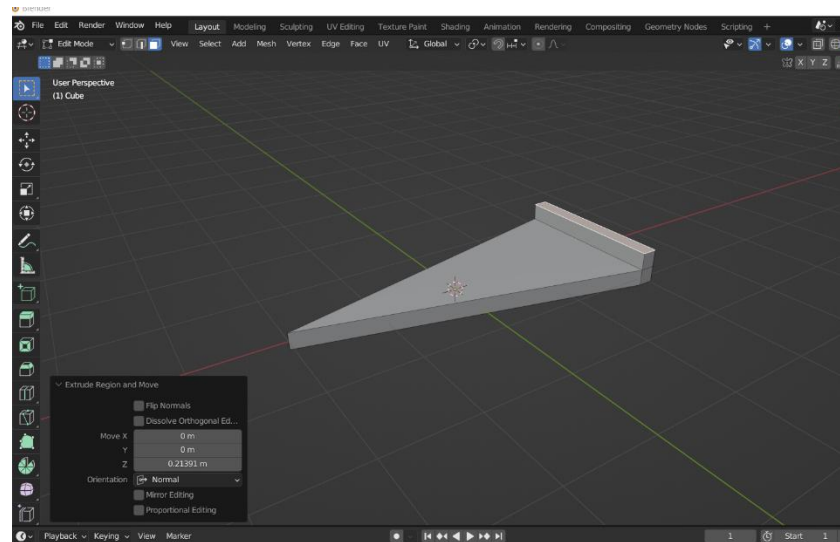 Blender
File Edit Render Window Help Layout Modeling Sculpting UV Editing Texture Paint Shading Animation Rendering Compositing Geometry Nodes Scripting +
Edit Mode View Select Add Mesh Vertex Edge Face UV Global
X Y Z
User Perspective
(1) Cube
Extrude Region and Move
Flip Normals
Dissolve Orthogonal Ed...
Move X 0 m
Y 0 m
Z 0.21391 m
Orientation Normal
Mirror Editing
Proportional Editing
Playback Keying View Marker 1 Start 1